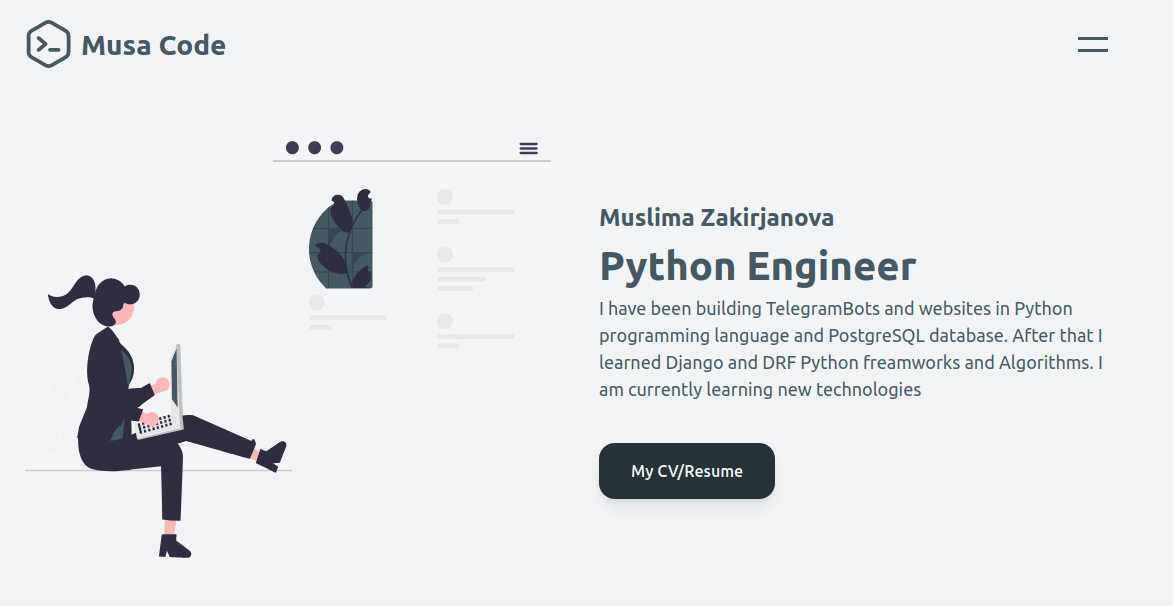 Musa Code
Muslima Zakirjanova
Python Engineer
I have been building TelegramBots and websites in Python
programming language and PostgreSQL database. After that I
learned Django and DRF Python freamworks and Algorithms. I
am currently learning new technologies
My CV/Resume